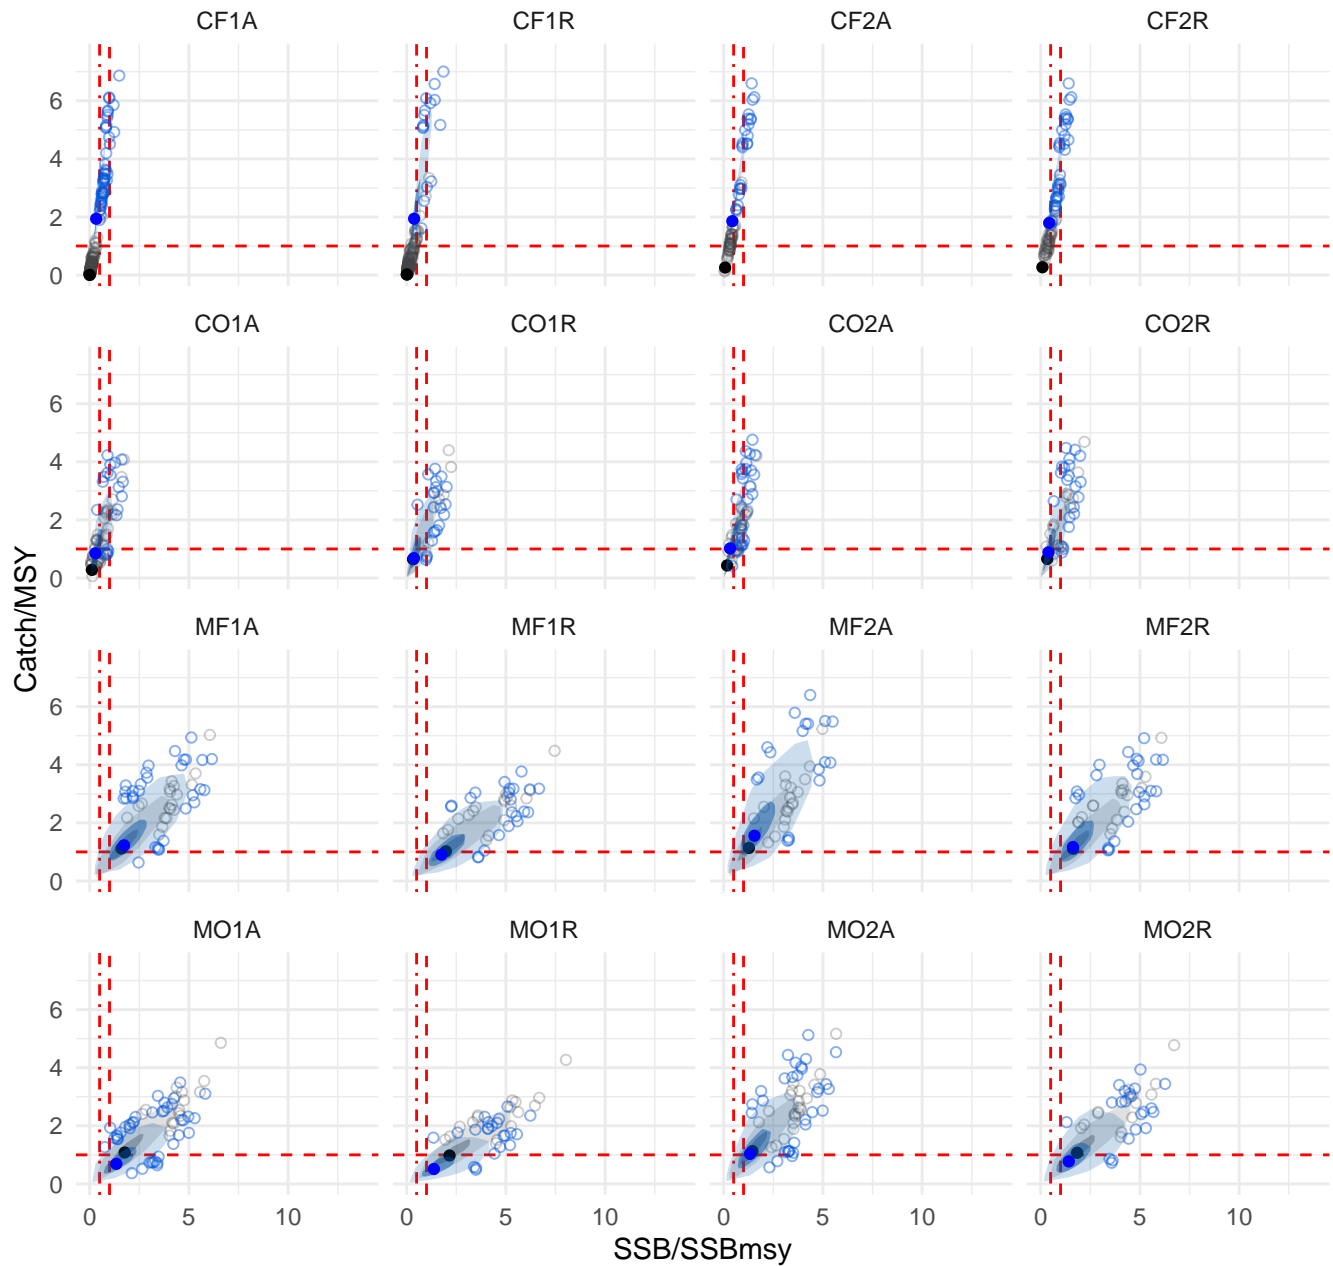 CF1A CF1R CF2A CF2R
6
4
2
0
CO1A CO1R CO2A CO2R
6
4
2
0
MF1A MF1R MF2A MF2R
6
4
2
0
MO1A MO1R MO2A MO2R
6
4
2
0
Catch/MSY
0 5 10 0 5 10 0 5 10 0 5 10
SSB/SSBmsy